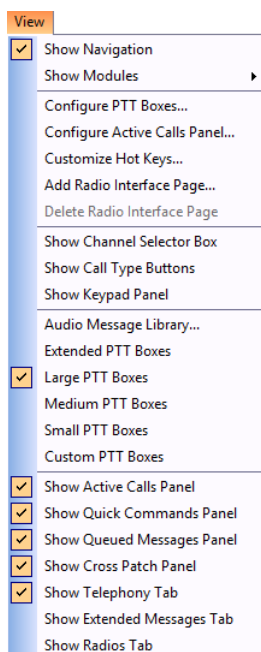 View
Show Navigation
Show Modules
Configure PTT Boxes...
Configure Active Calls Panel...
Customize Hot Keys...
Add Radio Interface Page...
Delete Radio Interface Page
Show Channel Selector Box
Show Call Type Buttons
Show Keypad Panel
Audio Message Library...
Extended PTT Boxes
Large PTT Boxes
Medium PTT Boxes
Small PTT Boxes
Custom PTT Boxes
Show Active Calls Panel
Show Quick Commands Panel
Show Queued Messages Panel
Show Cross Patch Panel
Show Telephony Tab
Show Extended Messages Tab
Show Radios Tab